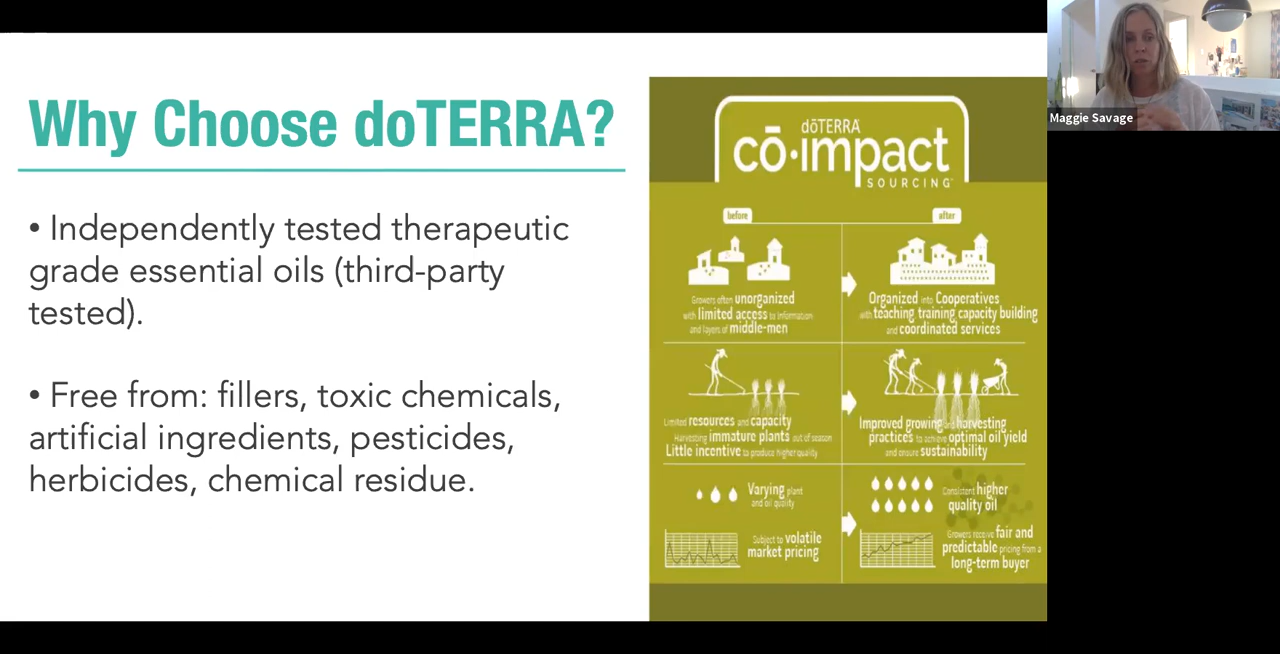 Why Choose doTERRA?
• Independently tested therapeutic
grade essential oils (third-party
tested).
• Free from: fillers, toxic chemicals,
artificial ingredients, pesticides,
herbicides, chemical residue.
dōTERRA
cō·impact
SOURCING
before
after
Growers often unorganized
with limited access to information
and layers of middle-men
Organized into Cooperatives
with teaching training capacity building
and coordinated services
Limited resources and capacity
Harvesting immature plants out of season
Little incentive to produce higher quality
Improved growing and harvesting
practices to achieve optimal oil yield
and ensure sustainability
Varying plant
and oil quality
Consistent higher
quality oil
Subject to volatile
market pricing
Growers receive fair and
predictable pricing from a
long-term buyer
Maggie Savage